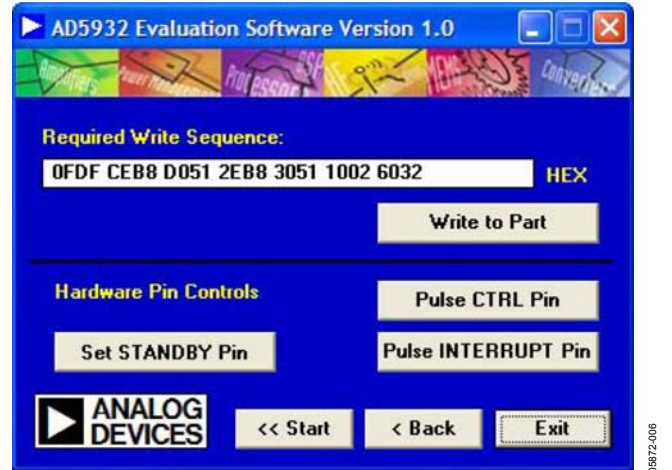 AD5932 Evaluation Software Version 1.0
Amplifiers Power Management Processors DSP RF MEMS Converters
Required Write Sequence:
0FDF CEB8 D051 2EB8 3051 1002 6032 HEX
Write to Part
Hardware Pin Controls
Pulse CTRL Pin
Set STANDBY Pin
Pulse INTERRUPT Pin
ANALOG
DEVICES
<< Start
< Back
Exit
05872-006